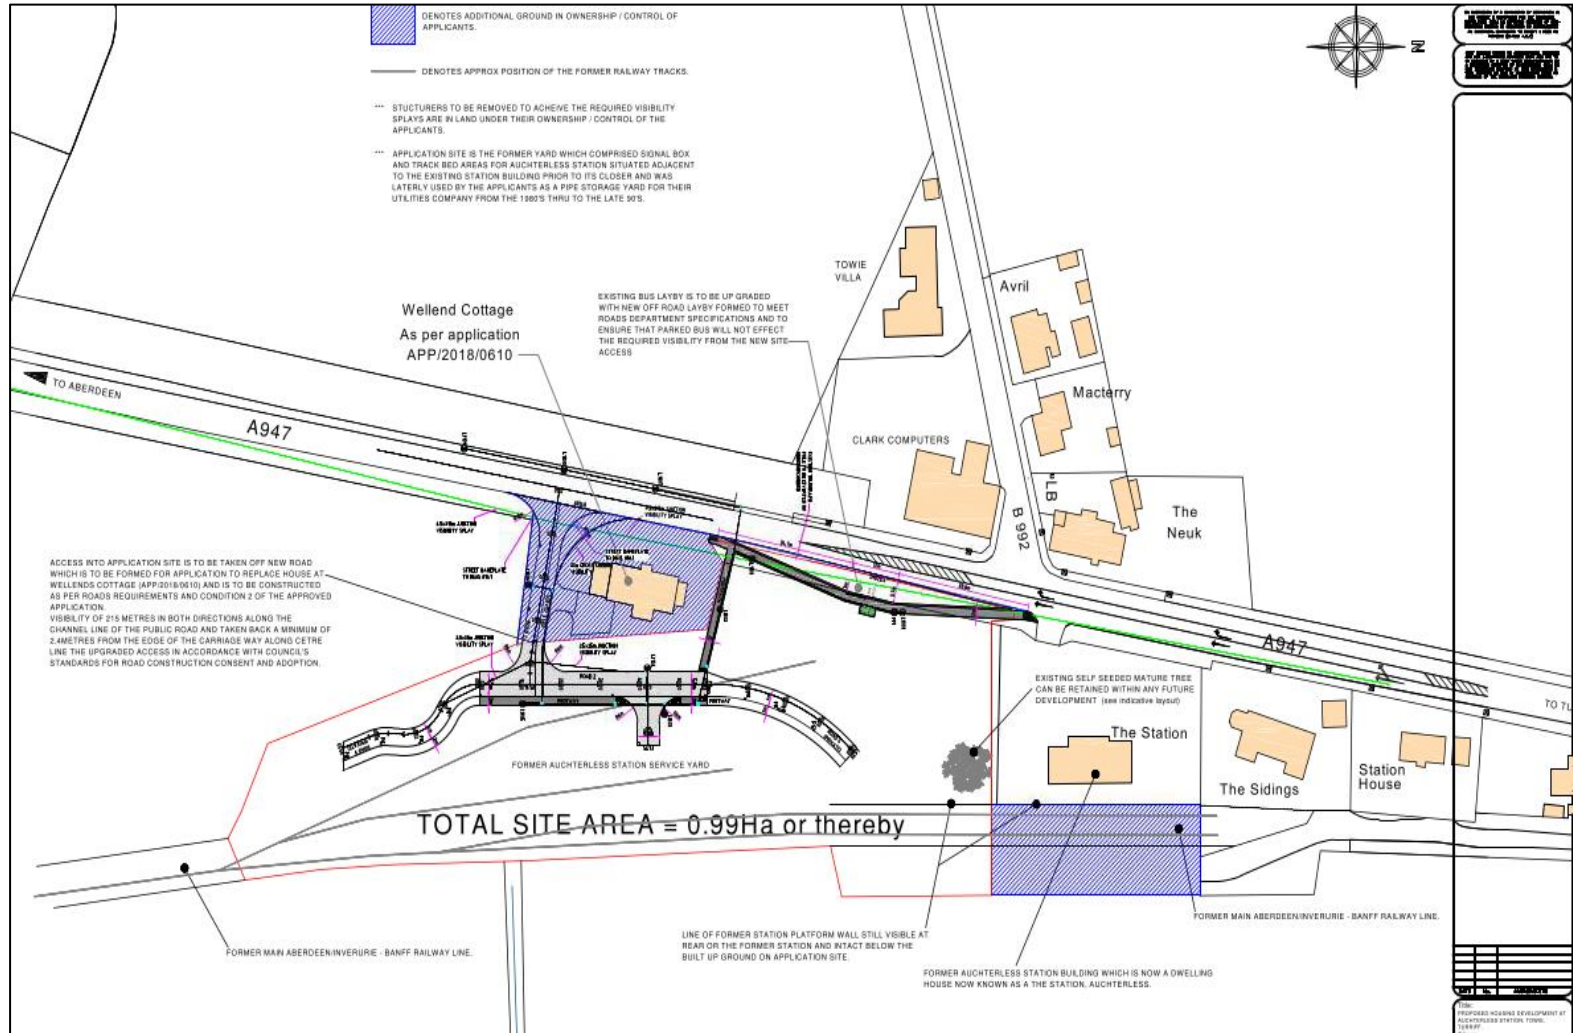 DENOTES ADDITIONAL GROUND IN OWNERSHIP / CONTROL OF
APPLICANTS.
DENOTES APPROX POSITION OF THE FORMER RAILWAY TRACKS.
STUCTURERS TO BE REMOVED TO ACHEIVE THE REQUIRED VISIBILITY
SPLAYS ARE IN LAND UNDER THEIR OWNERSHIP / CONTROL OF THE
APPLICANTS.
APPLICATION SITE IS THE FORMER YARD WHICH COMPRISED SIGNAL BOX
AND TRACK BED AREAS FOR AUCHTERLESS STATION SITUATED ADJACENT
TO THE EXISTING STATION BUILDING PRIOR TO ITS CLOSER AND WAS
LATERLY USED BY THE APPLICANTS AS A PIPE STORAGE YARD FOR THEIR
UTILITIES COMPANY FROM THE 1980'S THRU TO THE LATE 90'S.
N
TOWIE
VILLA
Avril
Wellend Cottage
As per application
APP/2018/0610
EXISTING BUS LAYBY IS TO BE UP GRADED
WITH NEW OFF ROAD LAYBY FORMED TO MEET
ROADS DEPARTMENT SPECIFICATIONS AND TO
ENSURE THAT PARKED BUS WILL NOT EFFECT
THE REQUIRED VISIBILITY FROM THE NEW SITE
ACCESS
Macterry
TO ABERDEEN
A947
CLARK COMPUTERS
B 992
LB
The
Neuk
ACCESS INTO APPLICATION SITE IS TO BE TAKEN OFF NEW ROAD
WHICH IS TO BE FORMED FOR APPLICATION TO REPLACE HOUSE AT
WELLENDS COTTAGE (APP/2018/0610) AND IS TO BE CONSTRUCTED
AS PER ROADS REQUIREMENTS AND CONDITION 2 OF THE APPROVED
APPLICATION.
VISIBILITY OF 215 METRES IN BOTH DIRECTIONS ALONG THE
CHANNEL LINE OF THE PUBLIC ROAD AND TAKEN BACK A MINIMUM OF
2.4METRES FROM THE EDGE OF THE CARRIAGE WAY ALONG CETRE
LINE THE UPGRADED ACCESS IN ACCORDANCE WITH COUNCIL'S
STANDARDS FOR ROAD CONSTRUCTION CONSENT AND ADOPTION.
A947
EXISTING SELF SEEDED MATURE TREE
CAN BE RETAINED WITHIN ANY FUTURE
DEVELOPMENT (see indicative layout)
The Station
The Sidings
Station
House
FORMER AUCHTERLESS STATION SERVICE YARD
TOTAL SITE AREA = 0.99Ha or thereby
FORMER MAIN ABERDEEN/INVERURIE - BANFF RAILWAY LINE.
LINE OF FORMER STATION PLATFORM WALL STILL VISIBLE AT
REAR OR THE FORMER STATION AND INTACT BELOW THE
BUILT UP GROUND ON APPLICATION SITE.
FORMER MAIN ABERDEEN/INVERURIE - BANFF RAILWAY LINE.
FORMER AUCHTERLESS STATION BUILDING WHICH IS NOW A DWELLING
HOUSE NOW KNOWN AS A THE STATION, AUCHTERLESS.
PROPOSED HOUSING DEVELOPMENT AT
AUCHTERLESS STATION, TOWIE,